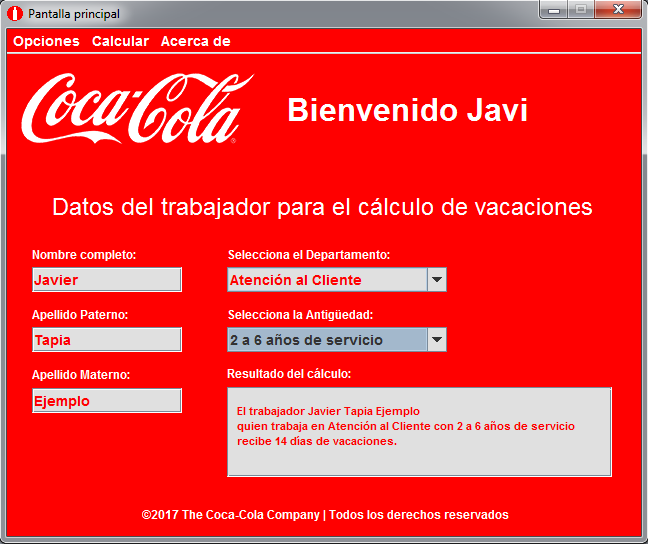 Pantalla principal
Opciones Calcular Acerca de
Coca-Cola
Bienvenido Javi
Datos del trabajador para el cálculo de vacaciones
Nombre completo:
Javier
Selecciona el Departamento:
Atención al Cliente
Apellido Paterno:
Tapia
Selecciona la Antigüedad:
2 a 6 años de servicio
Apellido Materno:
Ejemplo
Resultado del cálculo:
El trabajador Javier Tapia Ejemplo
quien trabaja en Atención al Cliente con 2 a 6 años de servicio
recibe 14 días de vacaciones.
©2017 The Coca-Cola Company | Todos los derechos reservados